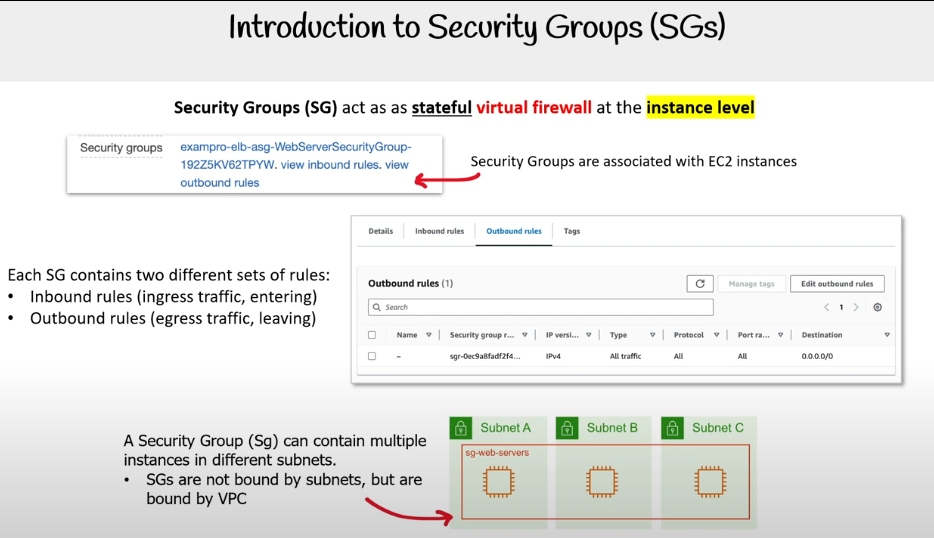 Introduction to Security Groups (SGs)
Security Groups (SG) act as as stateful virtual firewall at the instance level
Security groups
exampro-elb-asg-WebServerSecurityGroup-
192Z5KV62TPYW. view inbound rules. view
outbound rules
Security Groups are associated with EC2 instances
Each SG contains two different sets of rules:
• Inbound rules (ingress traffic, entering)
• Outbound rules (egress traffic, leaving)
Details Inbound rules Outbound rules Tags
Outbound rules (1)
Manage tags Edit outbound rules
Search
1
Name Security group r... IP versi... Type Protocol Port ra... Destination
– sgr-0ec9a8fadf2f4... IPv4 All traffic All All 0.0.0.0/0
A Security Group (Sg) can contain multiple
instances in different subnets.
• SGs are not bound by subnets, but are
bound by VPC
Subnet A Subnet B Subnet C
sg-web-servers